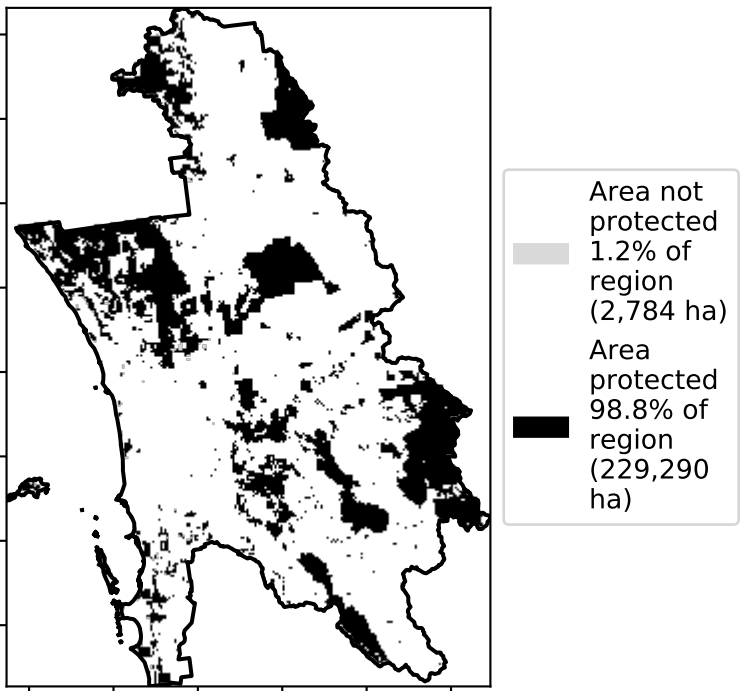 Area not
protected
1.2% of
region
(2,784 ha)
Area
protected
98.8% of
region
(229,290
ha)